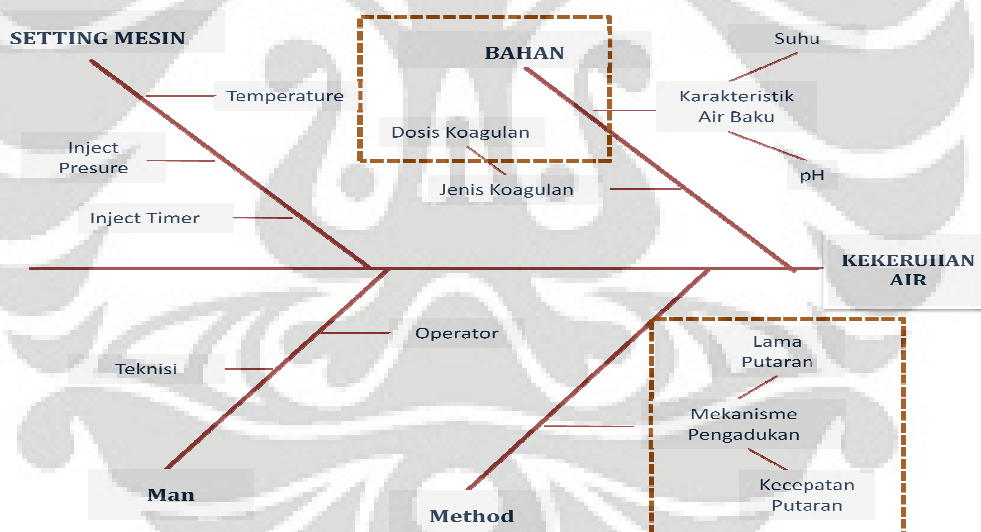 SETTING MESIN
Temperature
Inject
Presure
Inject Timer
BAHAN
Dosis Koagulan
Jenis Koagulan
Suhu
Karakteristik
Air Baku
pH
KEKERUHAN
AIR
Operator
Teknisi
Man
Lama
Putaran
Mekanisme
Pengadukan
Kecepatan
Putaran
Method